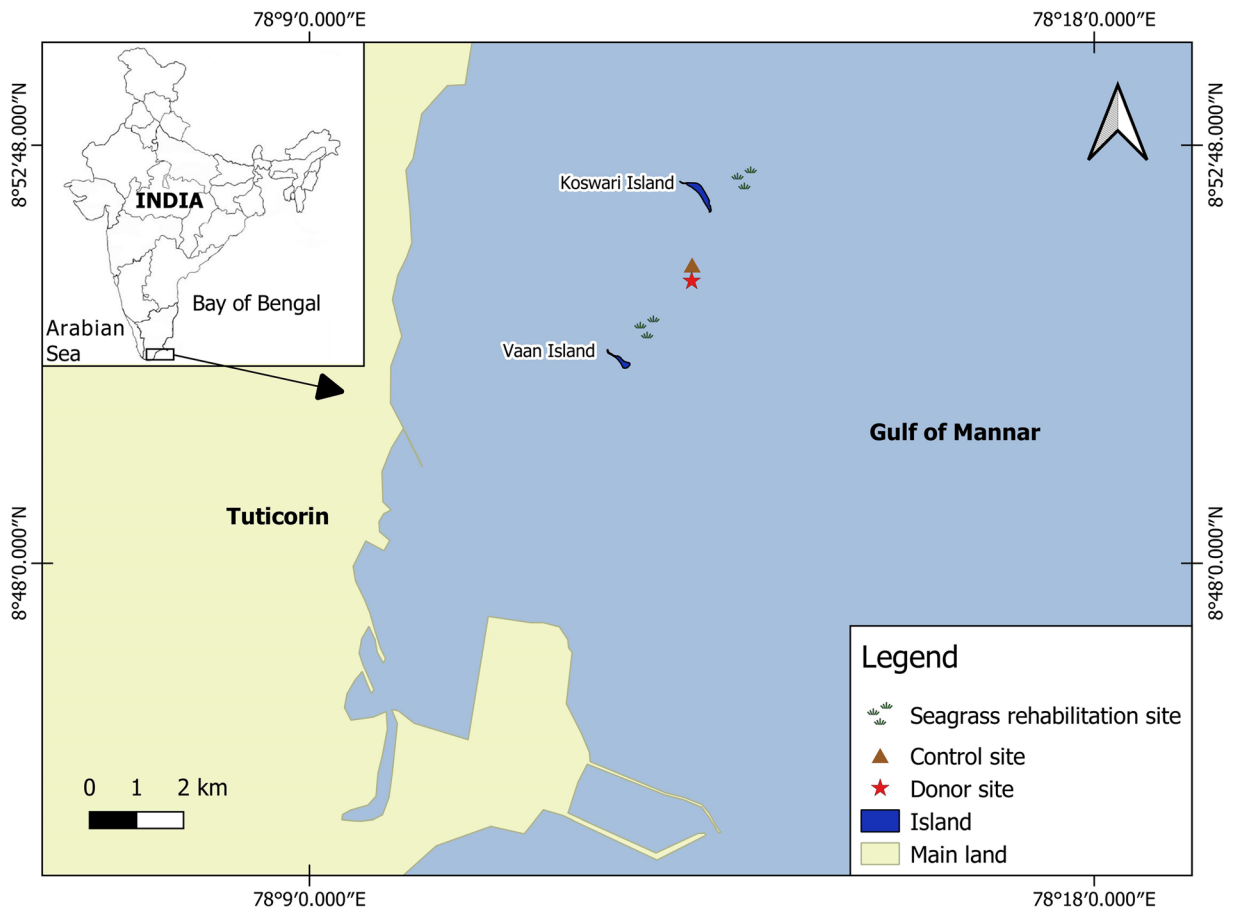 78°9′0.000″E
78°18′0.000″E
8°52′48.000″N
8°52′48.000″N
INDIA
Koswari Island
Bay of Bengal
Arabian
Sea
Vaan Island
Gulf of Mannar
Tuticorin
8°48′0.000″N
8°48′0.000″N
Legend
Seagrass rehabilitation site
Control site
Donor site
Island
Main land
0 1 2 km
78°9′0.000″E
78°18′0.000″E